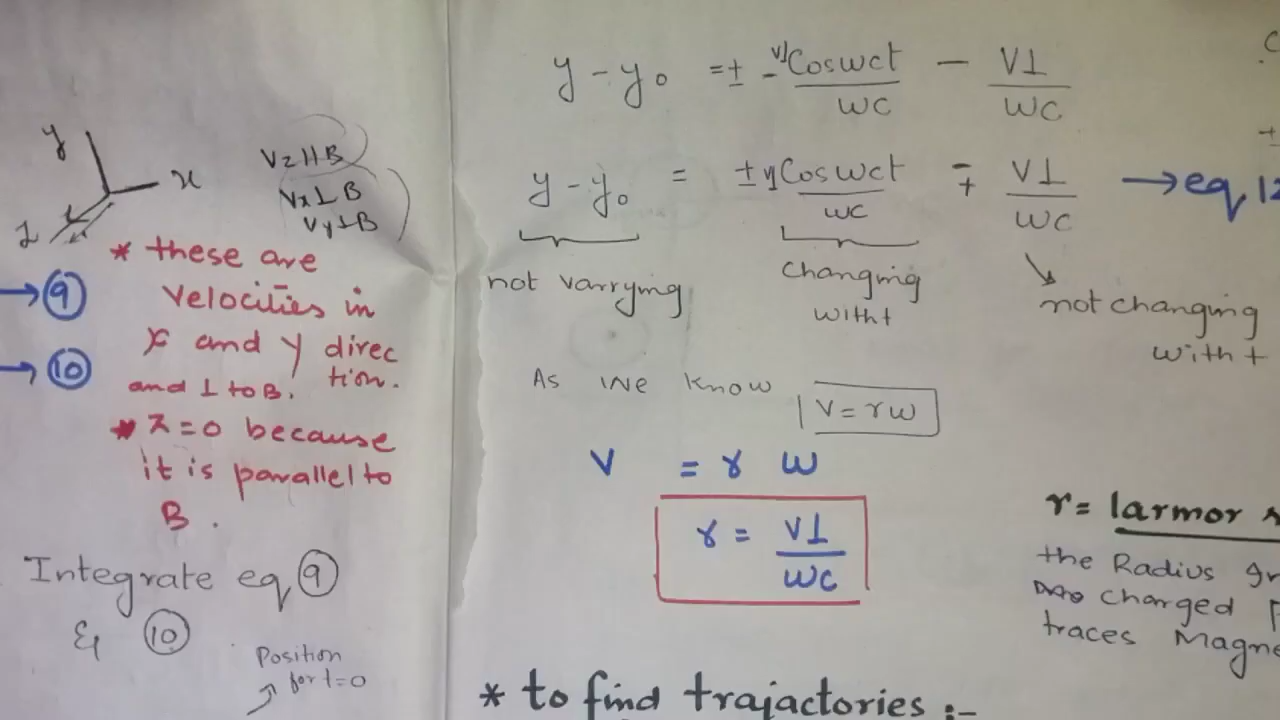 y
x
z
Vz ॥ B
Vx ⊥ B
Vy ⊥ B
→ ⑨
→ ⑩
* these are
velocities in
x and y direc
tion.
and ⊥ to B.
* z = 0 because
it is parallel to
B.
Integrate eq ⑨
& ⑩
Position
for t=0
y - y₀ = ± - v⊥ Cos wct / wc - V⊥ / wc
y - y₀ = ± v⊥ Cos wct / wc ∓ V⊥ / wc → eq 12
not varrying
changing
with t
not changing
with t
As we know V = rw
V = r w
r = V⊥ / wc
r = larmor
the Radius
charged
traces Magne
* to find trajactories :-